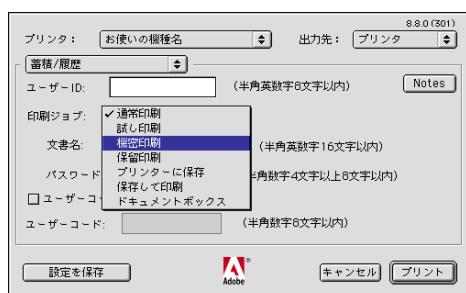 8.8.0 (301)
プリンタ： お使いの機種名 出力先： プリンタ
蓄積/履歴
ユーザーID: (半角英数字8文字以内) Notes
印刷ジョブ: ✓通常印刷
試し印刷
文書名: 機密印刷 (半角英数字16文字以内)
保留印刷
パスワード プリンターに保存 半角数字4文字以上8文字以内)
保存して印刷
ユーザーコー ドキュメントボックス
ユーザーコード: (半角数字8文字以内)
設定を保存 Adobe キャンセル プリント